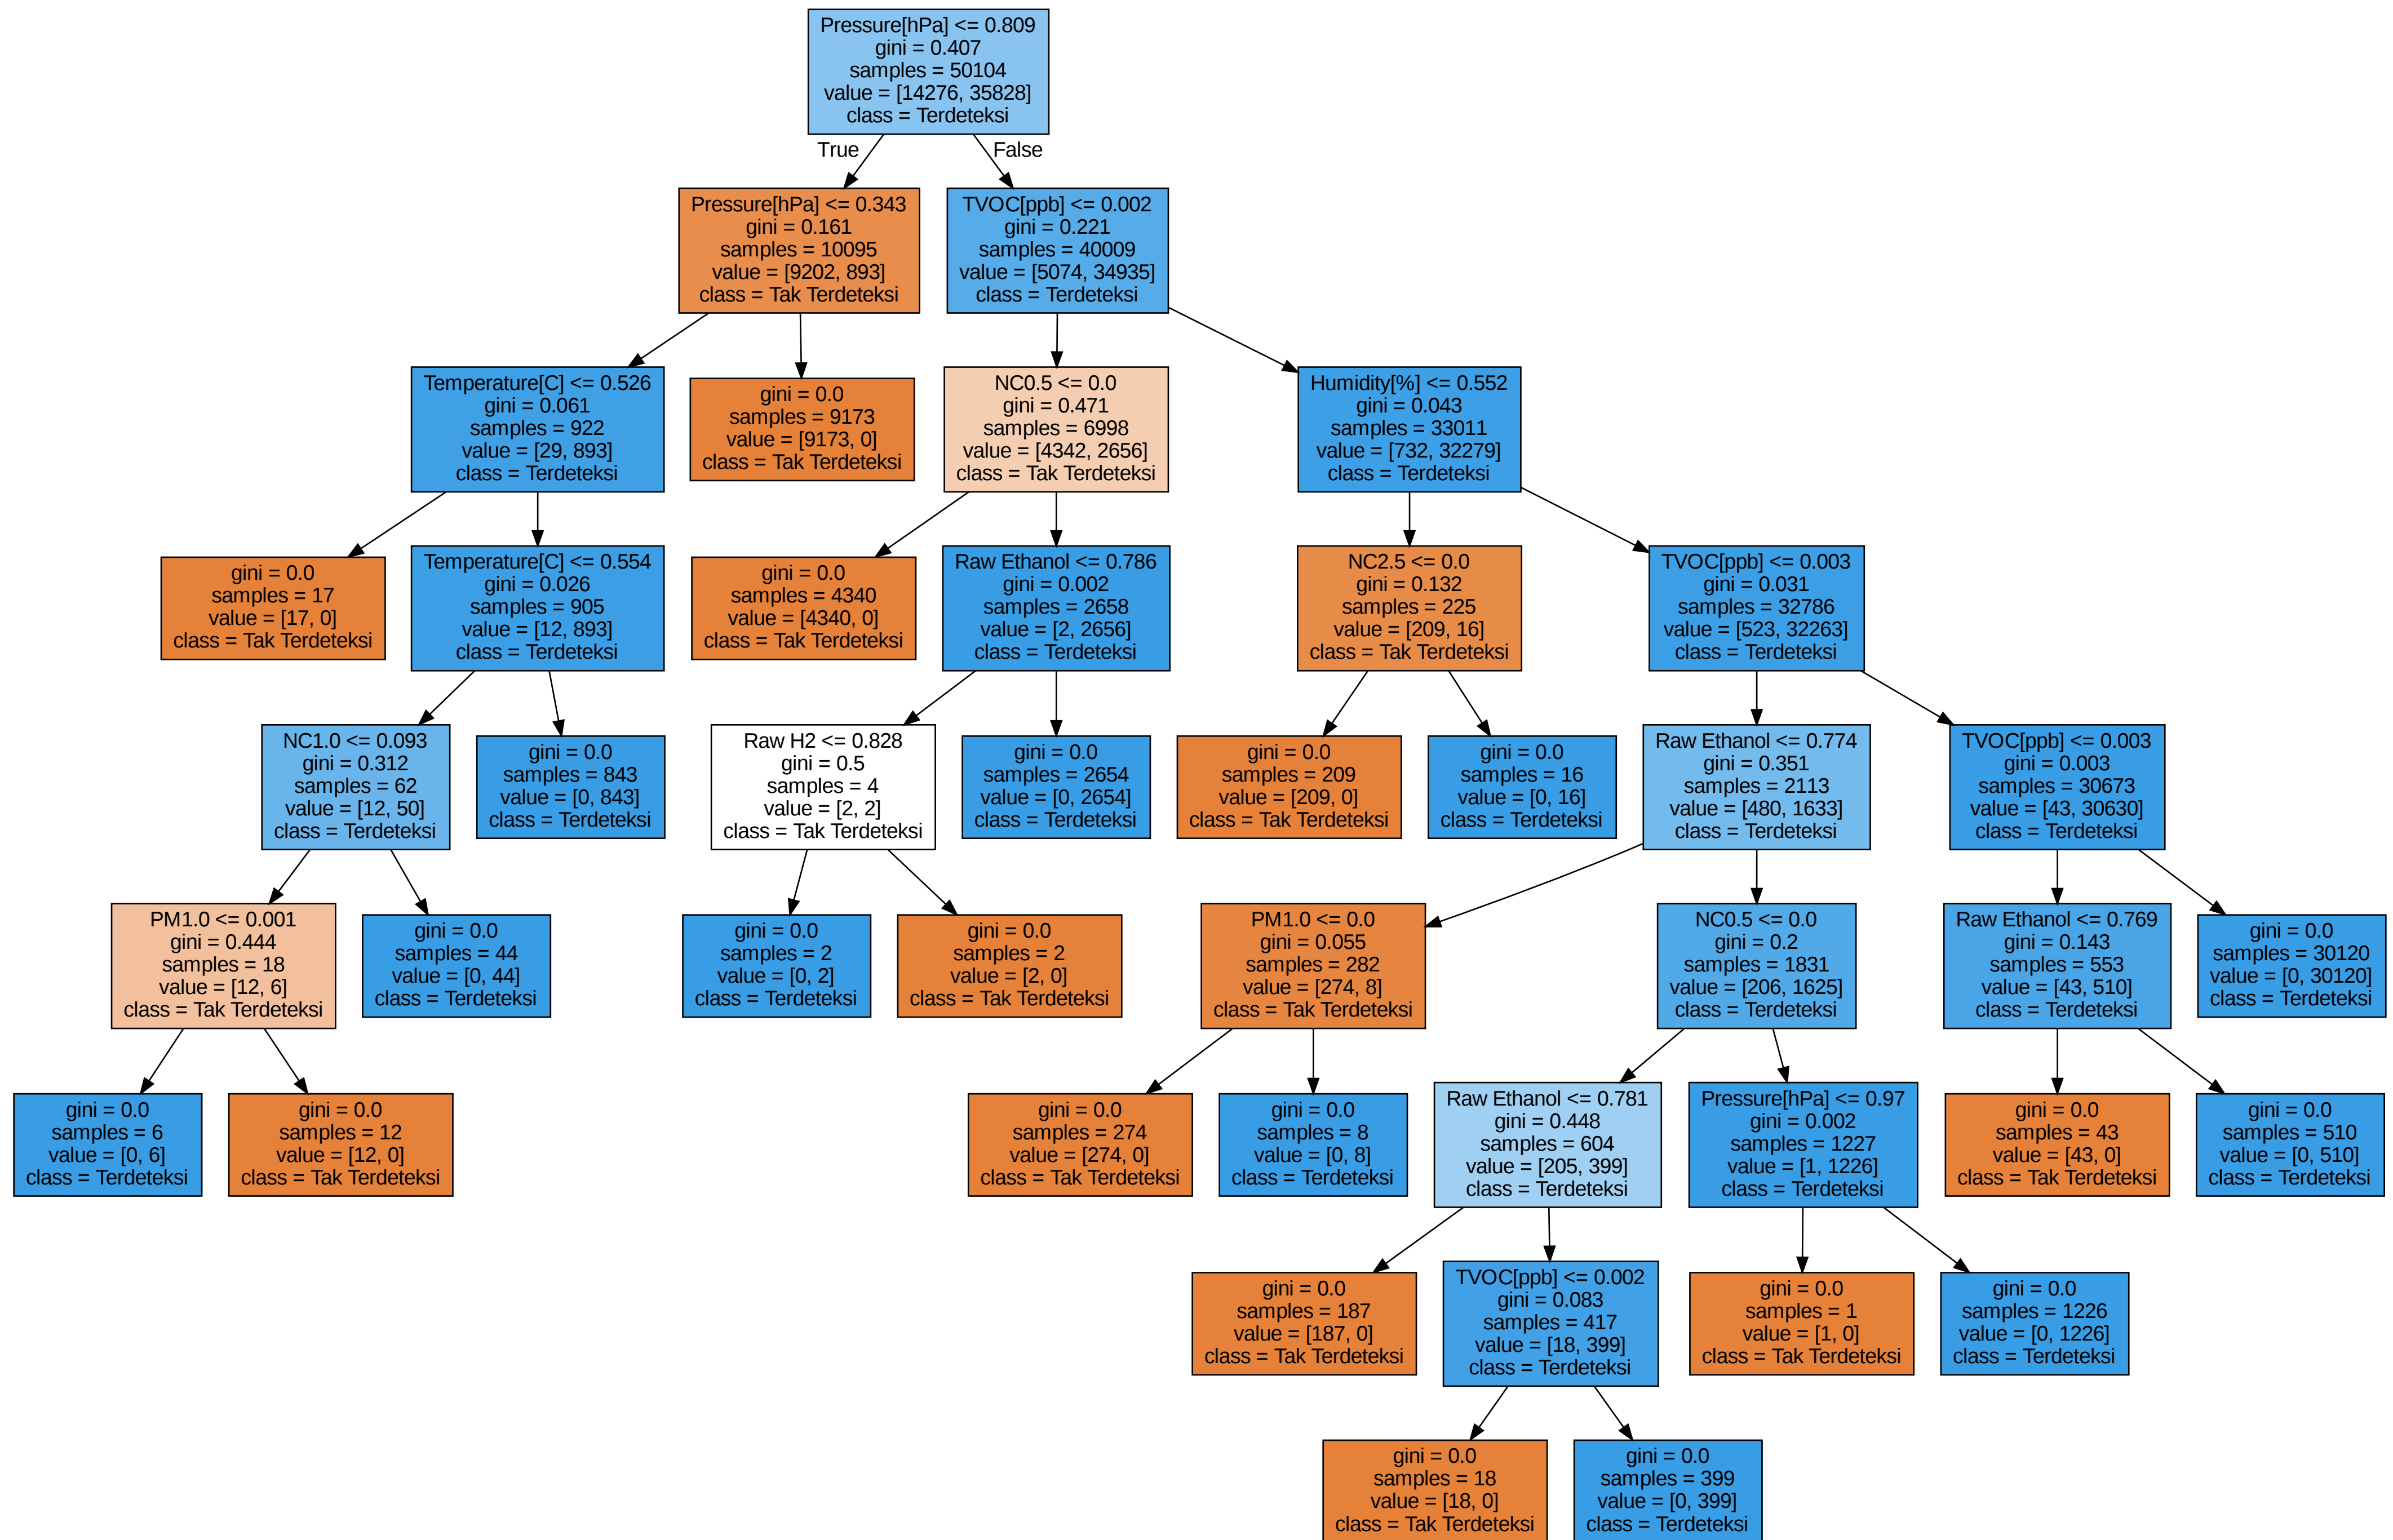 Pressure[hPa] <= 0.809
gini = 0.407
samples = 50104
value = [14276, 35828]
class = Terdeteksi
True
False
Pressure[hPa] <= 0.343
gini = 0.161
samples = 10095
value = [9202, 893]
class = Tak Terdeteksi
TVOC[ppb] <= 0.002
gini = 0.221
samples = 40009
value = [5074, 34935]
class = Terdeteksi
Temperature[C] <= 0.526
gini = 0.061
samples = 922
value = [29, 893]
class = Terdeteksi
gini = 0.0
samples = 9173
value = [9173, 0]
class = Tak Terdeteksi
NC0.5 <= 0.0
gini = 0.471
samples = 6998
value = [4342, 2656]
class = Tak Terdeteksi
Humidity[%] <= 0.552
gini = 0.043
samples = 33011
value = [732, 32279]
class = Terdeteksi
gini = 0.0
samples = 17
value = [17, 0]
class = Tak Terdeteksi
Temperature[C] <= 0.554
gini = 0.026
samples = 905
value = [12, 893]
class = Terdeteksi
gini = 0.0
samples = 4340
value = [4340, 0]
class = Tak Terdeteksi
Raw Ethanol <= 0.786
gini = 0.002
samples = 2658
value = [2, 2656]
class = Terdeteksi
NC2.5 <= 0.0
gini = 0.132
samples = 225
value = [209, 16]
class = Tak Terdeteksi
TVOC[ppb] <= 0.003
gini = 0.031
samples = 32786
value = [523, 32263]
class = Terdeteksi
NC1.0 <= 0.093
gini = 0.312
samples = 62
value = [12, 50]
class = Terdeteksi
gini = 0.0
samples = 843
value = [0, 843]
class = Terdeteksi
Raw H2 <= 0.828
gini = 0.5
samples = 4
value = [2, 2]
class = Tak Terdeteksi
gini = 0.0
samples = 2654
value = [0, 2654]
class = Terdeteksi
gini = 0.0
samples = 209
value = [209, 0]
class = Tak Terdeteksi
gini = 0.0
samples = 16
value = [0, 16]
class = Terdeteksi
Raw Ethanol <= 0.774
gini = 0.351
samples = 2113
value = [480, 1633]
class = Terdeteksi
TVOC[ppb] <= 0.003
gini = 0.003
samples = 30673
value = [43, 30630]
class = Terdeteksi
PM1.0 <= 0.001
gini = 0.444
samples = 18
value = [12, 6]
class = Tak Terdeteksi
gini = 0.0
samples = 44
value = [0, 44]
class = Terdeteksi
gini = 0.0
samples = 2
value = [0, 2]
class = Terdeteksi
gini = 0.0
samples = 2
value = [2, 0]
class = Tak Terdeteksi
PM1.0 <= 0.0
gini = 0.055
samples = 282
value = [274, 8]
class = Tak Terdeteksi
NC0.5 <= 0.0
gini = 0.2
samples = 1831
value = [206, 1625]
class = Terdeteksi
Raw Ethanol <= 0.769
gini = 0.143
samples = 553
value = [43, 510]
class = Terdeteksi
gini = 0.0
samples = 30120
value = [0, 30120]
class = Terdeteksi
gini = 0.0
samples = 6
value = [0, 6]
class = Terdeteksi
gini = 0.0
samples = 12
value = [12, 0]
class = Tak Terdeteksi
gini = 0.0
samples = 274
value = [274, 0]
class = Tak Terdeteksi
gini = 0.0
samples = 8
value = [0, 8]
class = Terdeteksi
Raw Ethanol <= 0.781
gini = 0.448
samples = 604
value = [205, 399]
class = Terdeteksi
Pressure[hPa] <= 0.97
gini = 0.002
samples = 1227
value = [1, 1226]
class = Terdeteksi
gini = 0.0
samples = 43
value = [43, 0]
class = Tak Terdeteksi
gini = 0.0
samples = 510
value = [0, 510]
class = Terdeteksi
gini = 0.0
samples = 187
value = [187, 0]
class = Tak Terdeteksi
TVOC[ppb] <= 0.002
gini = 0.083
samples = 417
value = [18, 399]
class = Terdeteksi
gini = 0.0
samples = 1
value = [1, 0]
class = Tak Terdeteksi
gini = 0.0
samples = 1226
value = [0, 1226]
class = Terdeteksi
gini = 0.0
samples = 18
value = [18, 0]
class = Tak Terdeteksi
gini = 0.0
samples = 399
value = [0, 399]
class = Terdeteksi